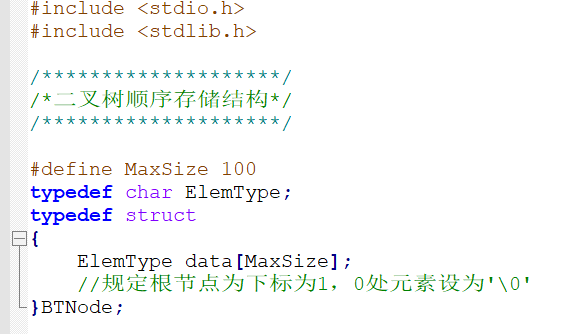 #include <stdio.h>
#include <stdlib.h>
/********************/
/*二叉树顺序存储结构*/
/********************/
#define MaxSize 100
typedef char ElemType;
typedef struct
{
ElemType data[MaxSize];
//规定根节点为下标为1，0处元素设为'\0'
}BTNode;